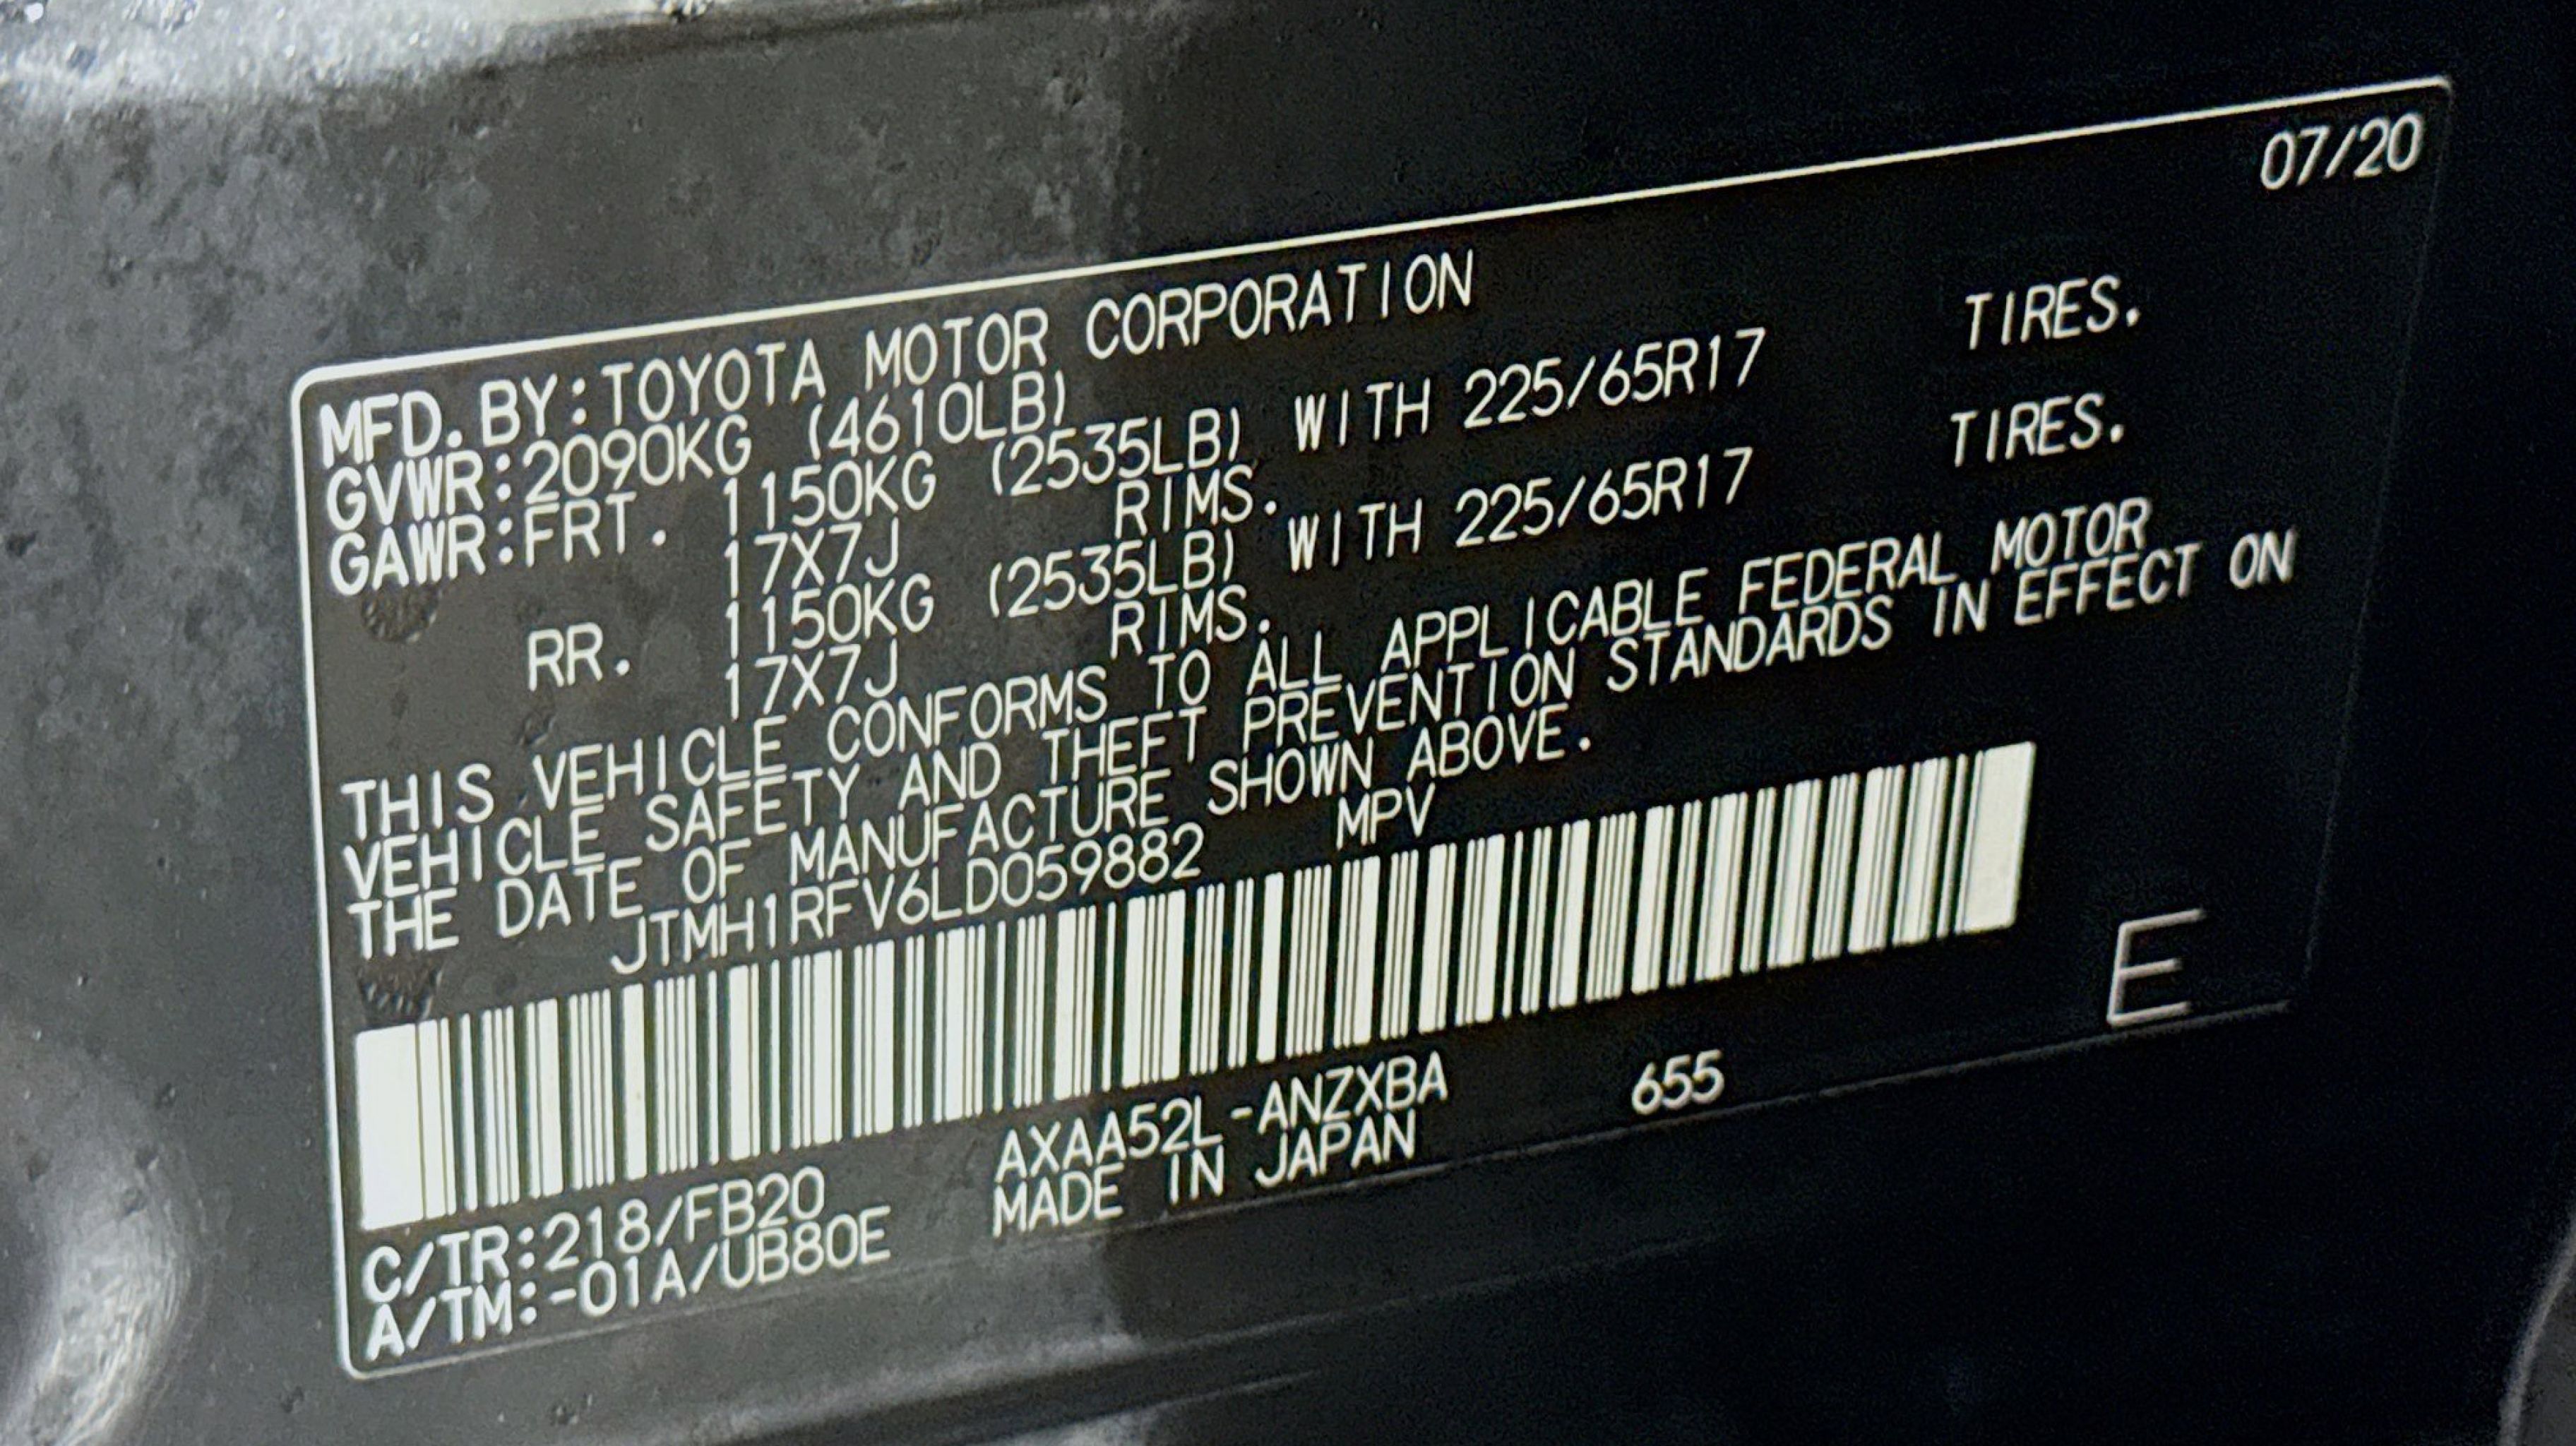 07/20
MFD.BY:TOYOTA MOTOR CORPORATION
GVWR:2090KG (4610LB)
GAWR:FRT. 1150KG (2535LB) WITH 225/65R17 TIRES.
17X7J RIMS.
RR. 1150KG (2535LB) WITH 225/65R17 TIRES.
17X7J RIMS.
THIS VEHICLE CONFORMS TO ALL APPLICABLE FEDERAL MOTOR
VEHICLE SAFETY AND THEFT PREVENTION STANDARDS IN EFFECT ON
THE DATE OF MANUFACTURE SHOWN ABOVE.
JTMH1RFV6LD059882 MPV
E
C/TR:218/FB20 AXAA52L-ANZXBA 655
A/TM:-01A/UB80E MADE IN JAPAN